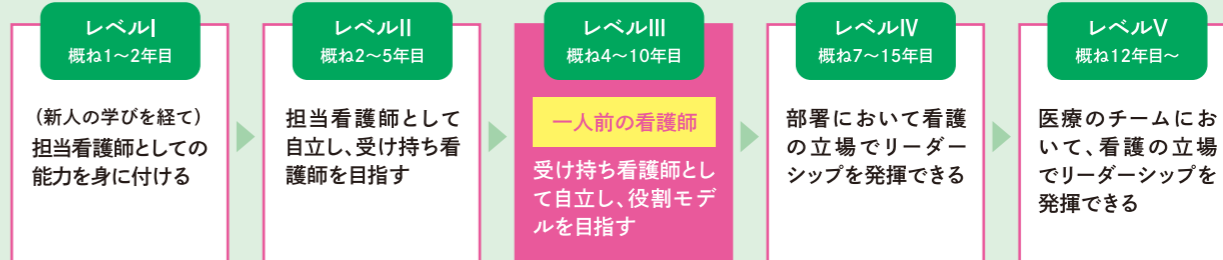 レベルI
概ね1～2年目
（新人の学びを経て）
担当看護師としての
能力を身に付ける
レベルII
概ね2～5年目
担当看護師として
自立し、受け持ち看
護師を目指す
レベルIII
概ね4～10年目
一人前の看護師
受け持ち看護師とし
て自立し、役割モデ
ルを目指す
レベルIV
概ね7～15年目
部署において看護
の立場でリーダー
シップを発揮できる
レベルV
概ね12年目～
医療のチームにお
いて、看護の立場
でリーダーシップを
発揮できる